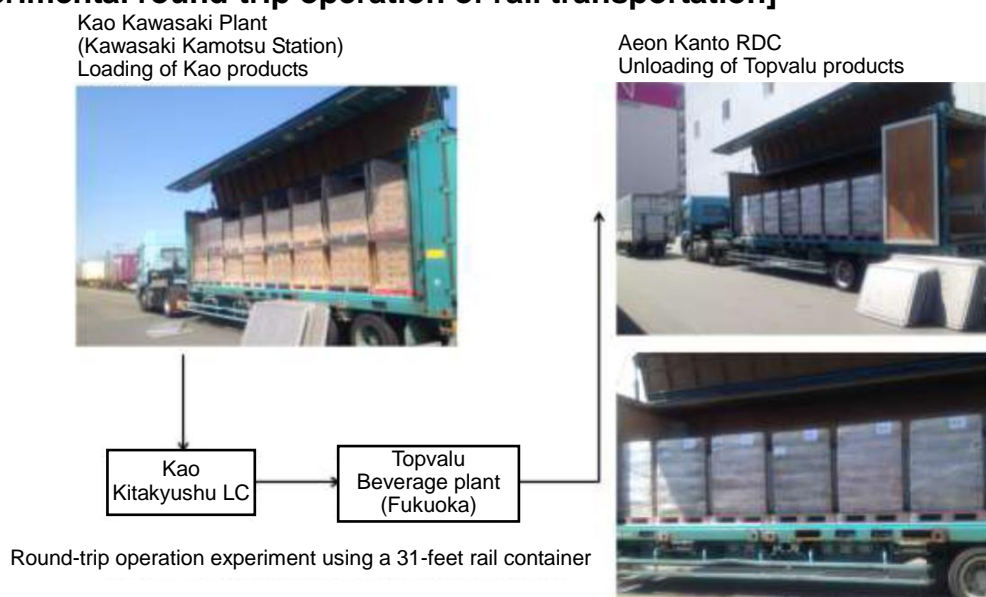 Kao Kawasaki Plant
(Kawasaki Kamotsu Station)
Loading of Kao products
Aeon Kanto RDC
Unloading of Topvalu products
Kao
Kitakyushu LC
Topvalu
Beverage plant
(Fukuoka)
Round-trip operation experiment using a 31-feet rail container